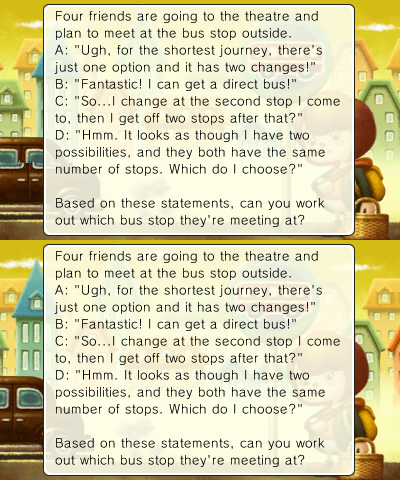 Four friends are going to the theatre and
plan to meet at the bus stop outside.
A: "Ugh, for the shortest journey, there's
just one option and it has two changes!"
B: "Fantastic! I can get a direct bus!"
C: "So...I change at the second stop I come
to, then I get off two stops after that?"
D: "Hmm. It looks as though I have two
possibilities, and they both have the same
number of stops. Which do I choose?"
Based on these statements, can you work
out which bus stop they're meeting at?
Four friends are going to the theatre and
plan to meet at the bus stop outside.
A: "Ugh, for the shortest journey, there's
just one option and it has two changes!"
B: "Fantastic! I can get a direct bus!"
C: "So...I change at the second stop I come
to, then I get off two stops after that?"
D: "Hmm. It looks as though I have two
possibilities, and they both have the same
number of stops. Which do I choose?"
Based on these statements, can you work
out which bus stop they're meeting at?